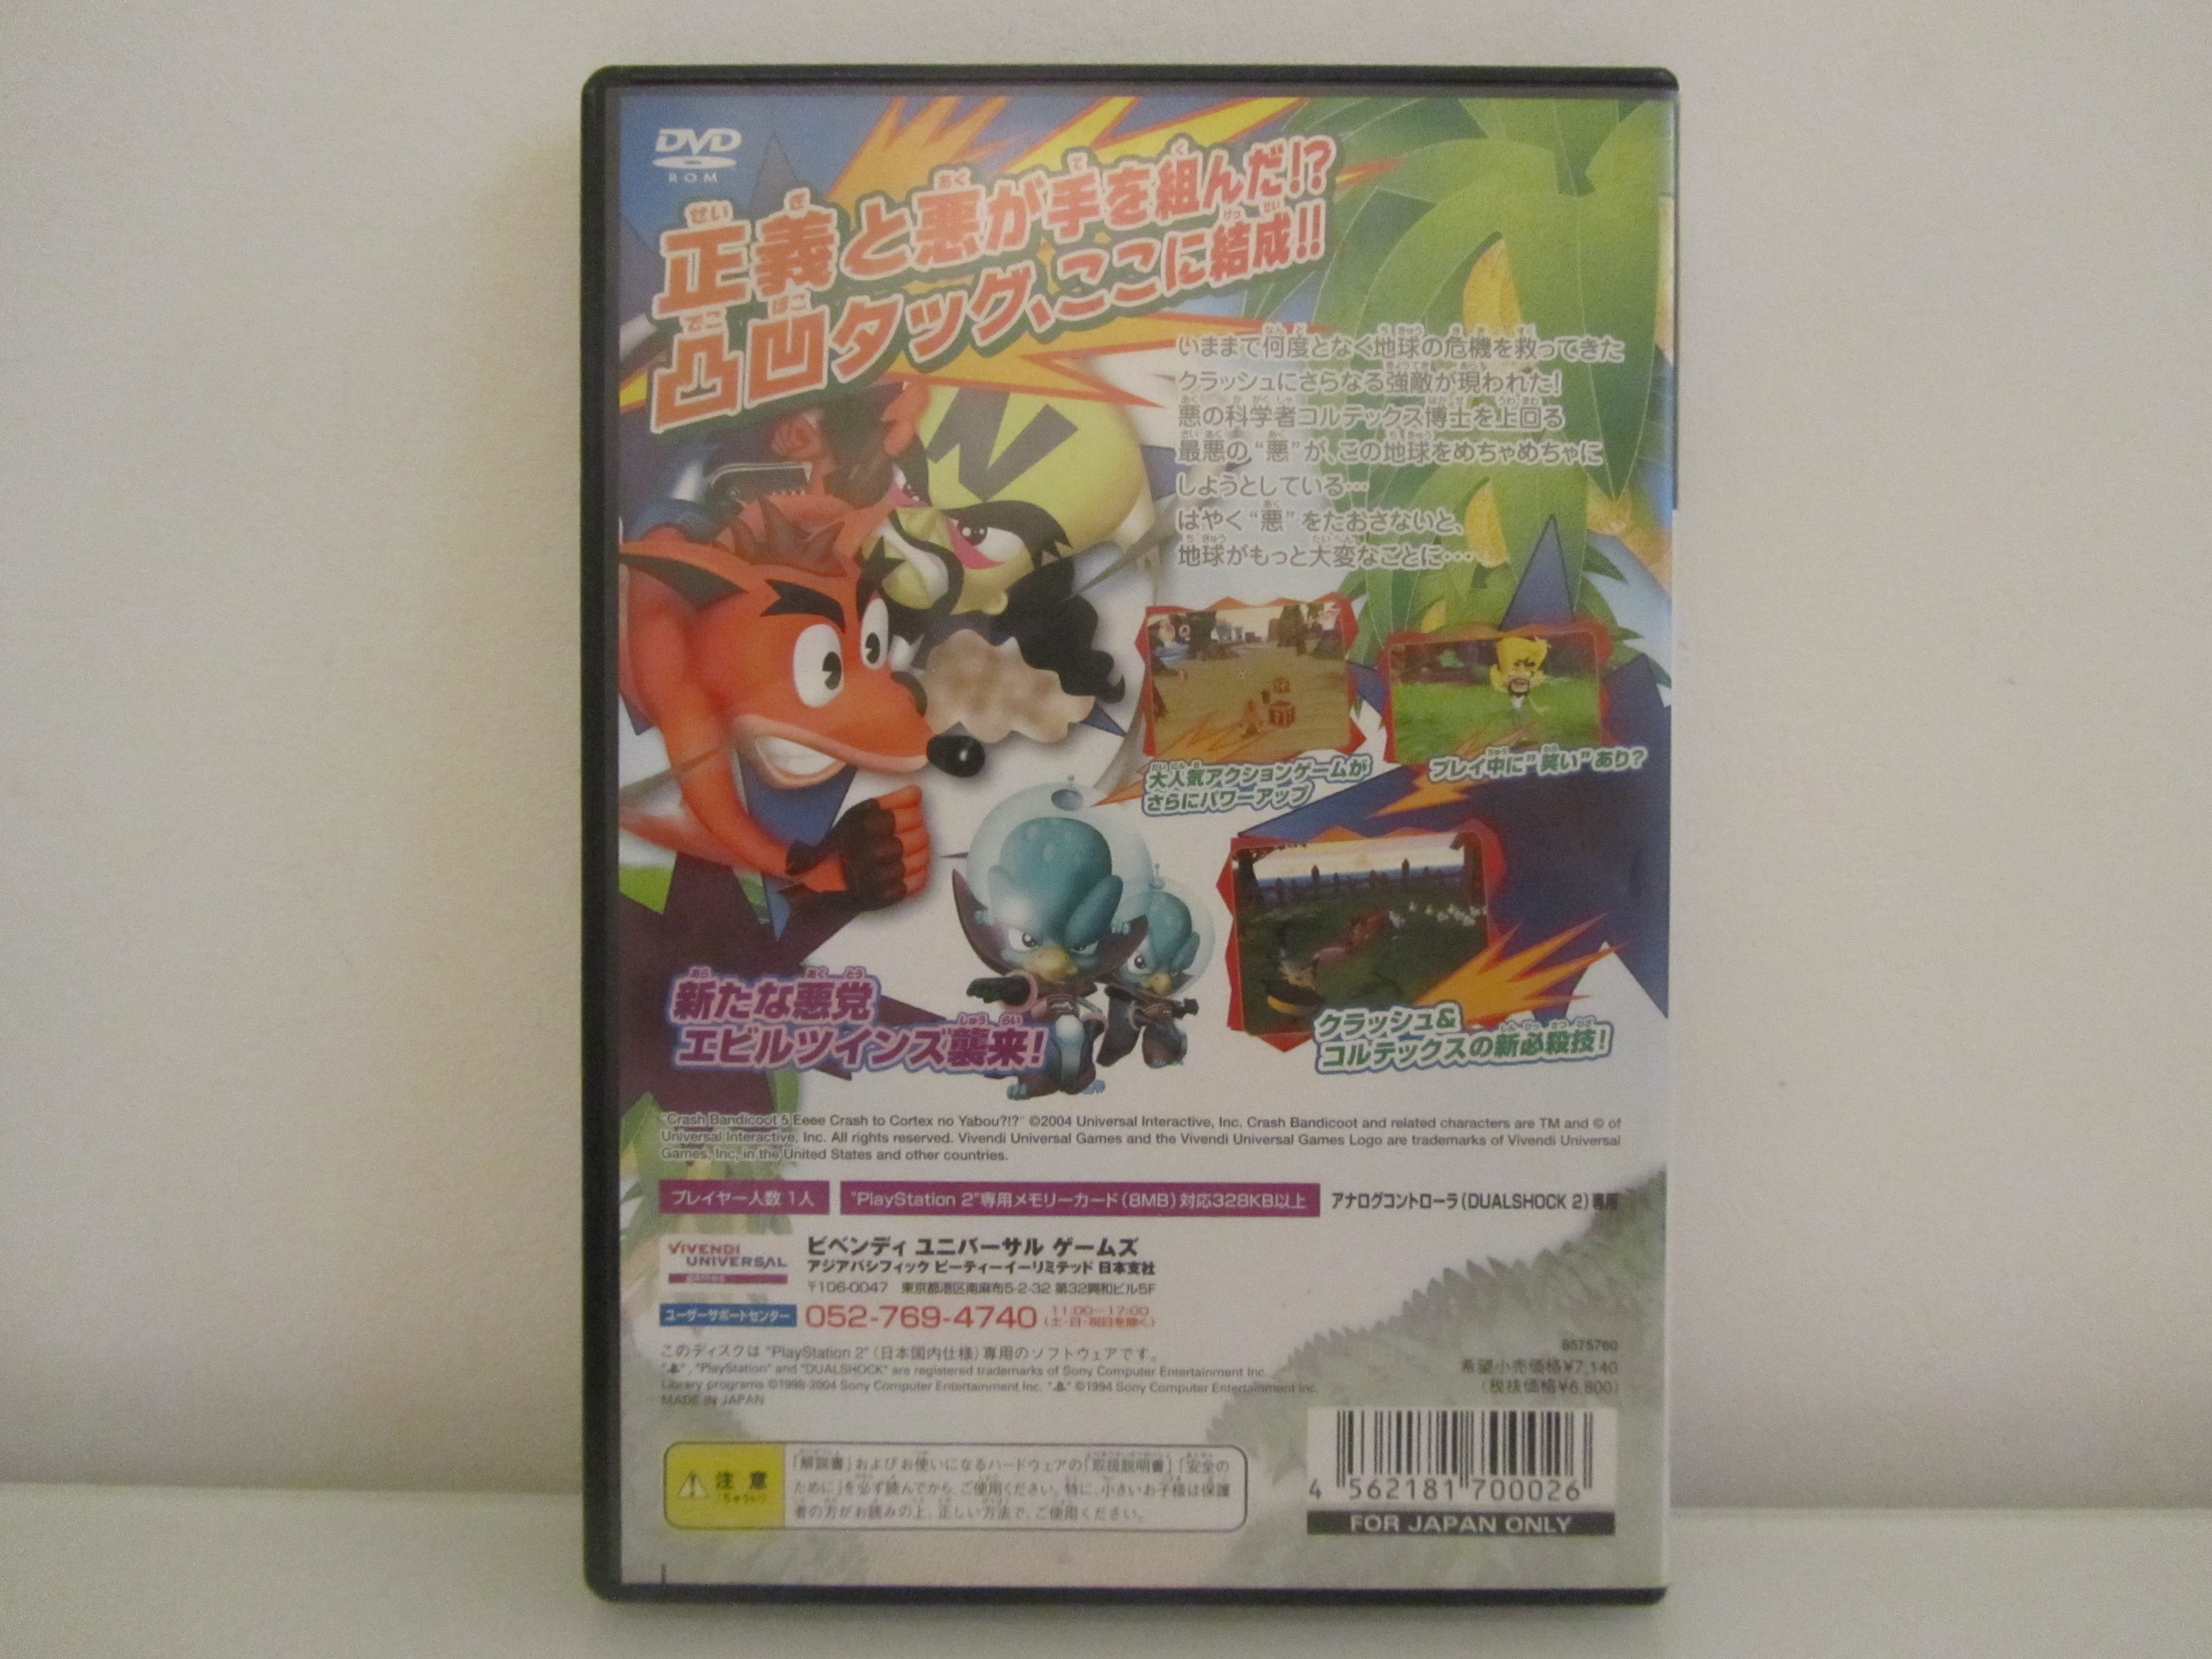 DVD
ROM
正義と悪が手を組んだ!?
凸凹タッグ、ここに結成!!
いままで何度となく地球の危機を救ってきた
クラッシュにさらなる強敵が現われた!
悪の科学者コルテックス博士を上回る
最悪の“悪”が、この地球をめちゃめちゃに
しようとしている…
はやく“悪”をたおさないと、
地球がもっと大変なことに…
N
大人気アクションゲームが
さらにパワーアップ
プレイ中に"笑い"あり?
新たな悪党
エビルツインズ襲来!
クラッシュ&
コルテックスの新必殺技!
"Crash Bandicoot 5 Eeee Crash to Cortex no Yabou?!?" ©2004 Universal Interactive, Inc. Crash Bandicoot and related characters are TM and © of
Universal Interactive, Inc. All rights reserved. Vivendi Universal Games and the Vivendi Universal Games Logo are trademarks of Vivendi Universal
Games, Inc, in the United States and other countries.
プレイヤー人数 1人 "PlayStation 2"専用メモリーカード(8MB)対応328KB以上 アナログコントローラ(DUALSHOCK 2)専用
VIVENDI
UNIVERSAL
games
ビベンディ ユニバーサル ゲームズ
アジアパシフィック ピーティーイーリミテッド 日本支社
〒106-0047 東京都港区南麻布5-2-32 第32興和ビル5F
ユーザーサポートセンター 052-769-4740 11:00〜17:00
(土・日・祝日を除く)
このディスクは "PlayStation 2"(日本国内仕様)専用のソフトウェアです。
" ", "PlayStation" and "DUALSHOCK" are registered trademarks of Sony Computer Entertainment Inc.
Library programs ©1998-2004 Sony Computer Entertainment Inc. " " ©1994 Sony Computer Entertainment Inc.
MADE IN JAPAN
8575760
希望小売価格¥7,140
(税抜価格¥6,800)
注意
(ちゅうい)
「解説書」およびお使いになるハードウェアの「取扱説明書」「安全の
ために」を必ず読んでから、ご使用ください。特に、小さいお子様は保護
者の方がお読みの上、正しい方法で、ご使用ください。
4 562181 700026
FOR JAPAN ONLY